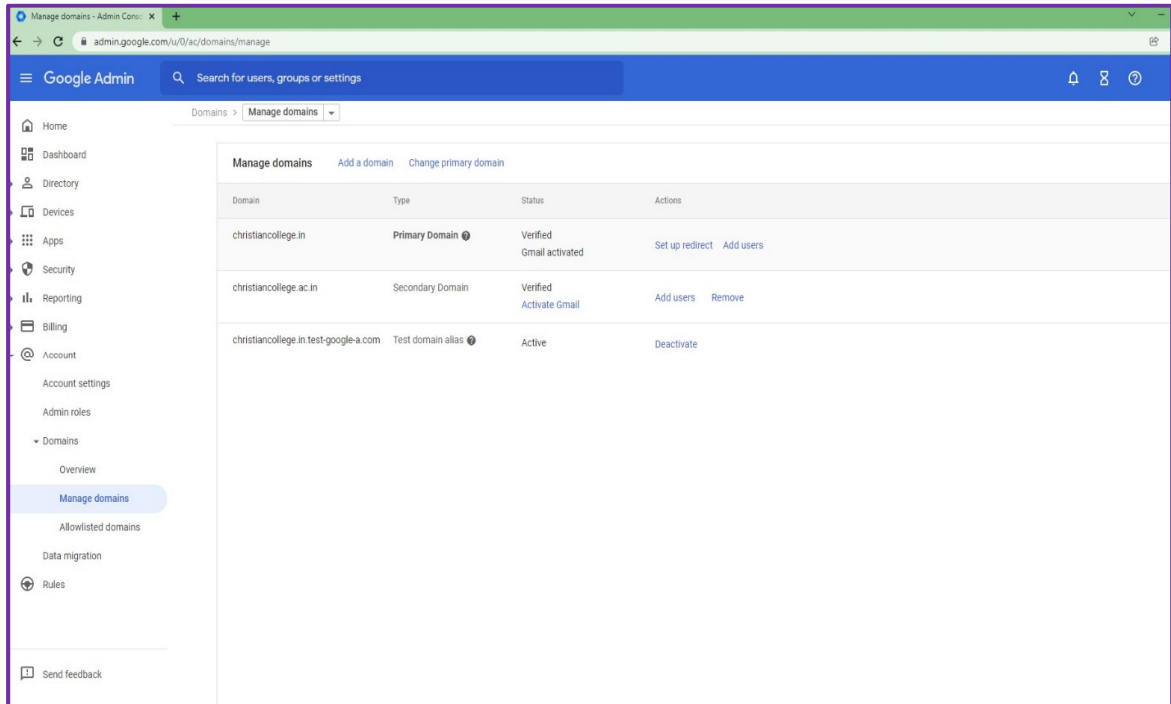 Manage domains - Admin Consc
admin.google.com/u/0/ac/domains/manage
Google Admin
Search for users, groups or settings
Domains > Manage domains
Home
Dashboard
Directory
Devices
Apps
Security
Reporting
Billing
Account
Account settings
Admin roles
Domains
Overview
Manage domains
Allowlisted domains
Data migration
Rules
Send feedback
Manage domains Add a domain Change primary domain
Domain Type Status Actions
christiancollege.in Primary Domain Verified
Gmail activated
Set up redirect Add users
christiancollege.ac.in Secondary Domain Verified
Activate Gmail
Add users Remove
christiancollege.in.test-google-a.com Test domain alias Active Deactivate